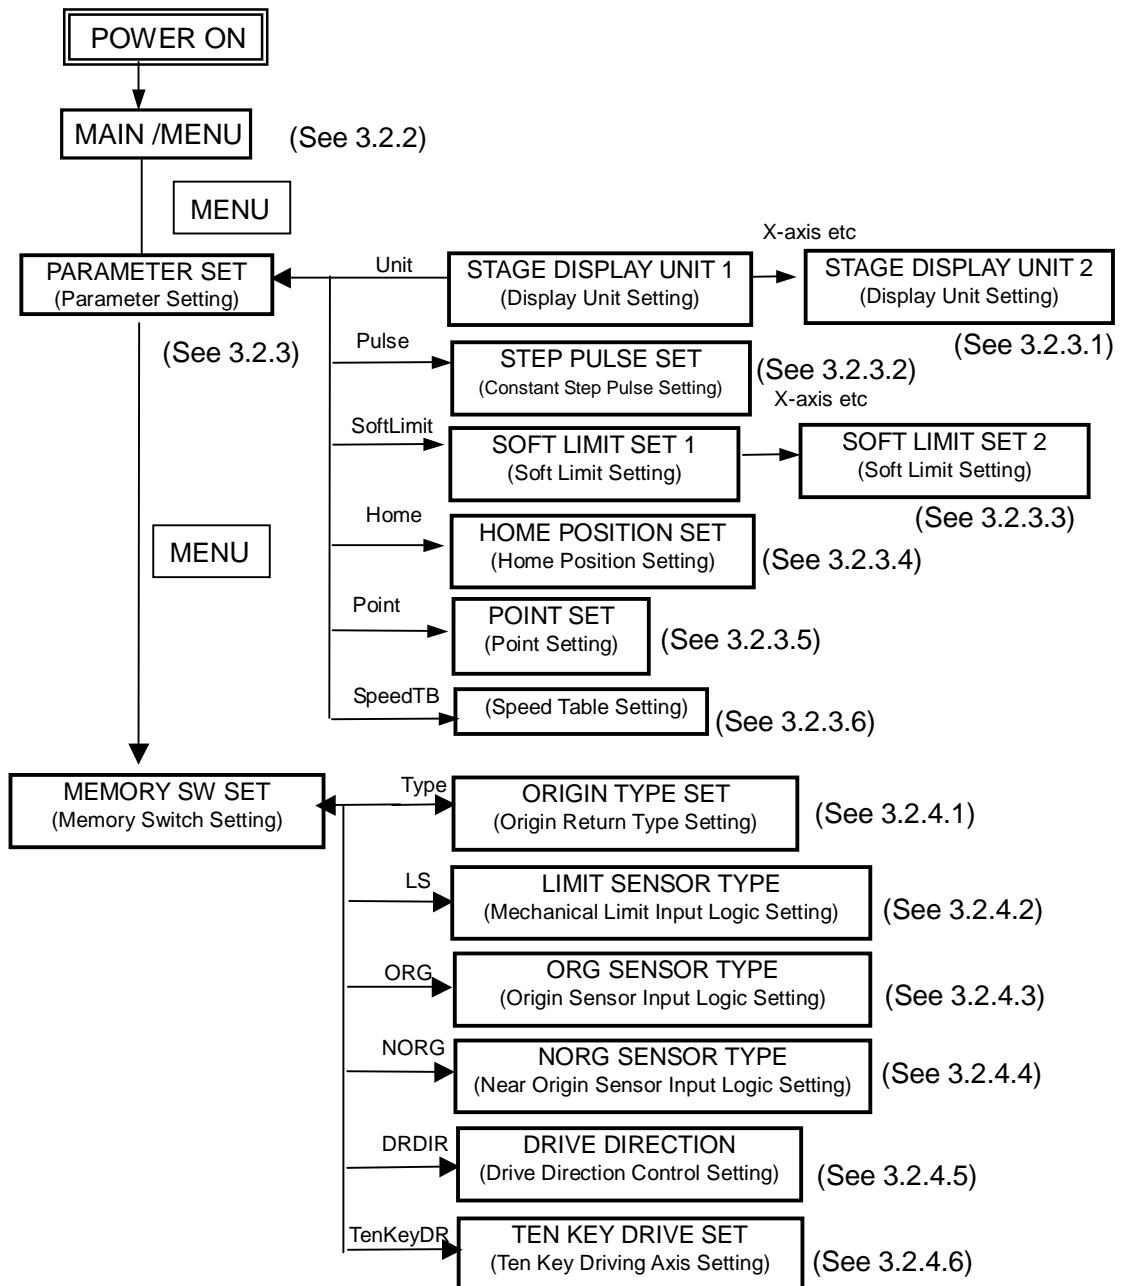 POWER ON
MAIN /MENU
(See 3.2.2)
MENU
PARAMETER SET
(Parameter Setting)
(See 3.2.3)
Unit
STAGE DISPLAY UNIT 1
(Display Unit Setting)
X-axis etc
STAGE DISPLAY UNIT 2
(Display Unit Setting)
(See 3.2.3.1)
Pulse
STEP PULSE SET
(Constant Step Pulse Setting)
(See 3.2.3.2)
SoftLimit
SOFT LIMIT SET 1
(Soft Limit Setting)
X-axis etc
SOFT LIMIT SET 2
(Soft Limit Setting)
(See 3.2.3.3)
Home
HOME POSITION SET
(Home Position Setting)
(See 3.2.3.4)
MENU
Point
POINT SET
(Point Setting)
(See 3.2.3.5)
SpeedTB
(Speed Table Setting)
(See 3.2.3.6)
MEMORY SW SET
(Memory Switch Setting)
Type
ORIGIN TYPE SET
(Origin Return Type Setting)
(See 3.2.4.1)
LS
LIMIT SENSOR TYPE
(Mechanical Limit Input Logic Setting)
(See 3.2.4.2)
ORG
ORG SENSOR TYPE
(Origin Sensor Input Logic Setting)
(See 3.2.4.3)
NORG
NORG SENSOR TYPE
(Near Origin Sensor Input Logic Setting)
(See 3.2.4.4)
DRDIR
DRIVE DIRECTION
(Drive Direction Control Setting)
(See 3.2.4.5)
TenKeyDR
TEN KEY DRIVE SET
(Ten Key Driving Axis Setting)
(See 3.2.4.6)